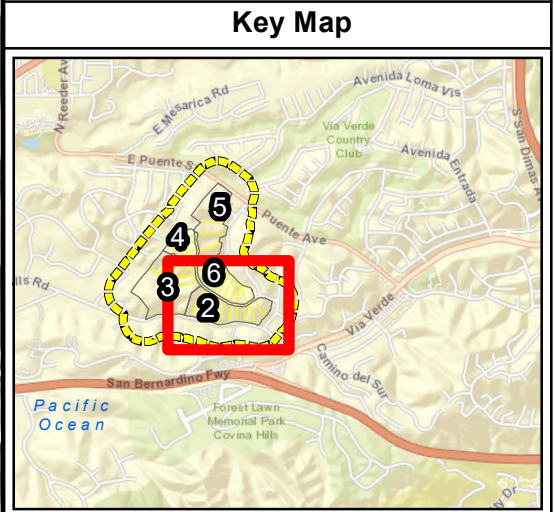 Key Map
N Reeder Av
E Mesarica Rd
Avenida Loma Vis
S San Dimas Av
Via Verde
Country
Club
Avenida Entrada
E Puente S
Puente Ave
5
4
6
3
2
lls Rd
Via Verde
Camino del Sur
San Bernardino Fwy
Pacific
Ocean
Forest Lawn
Memorial Park
Covina Hills
ty Dr